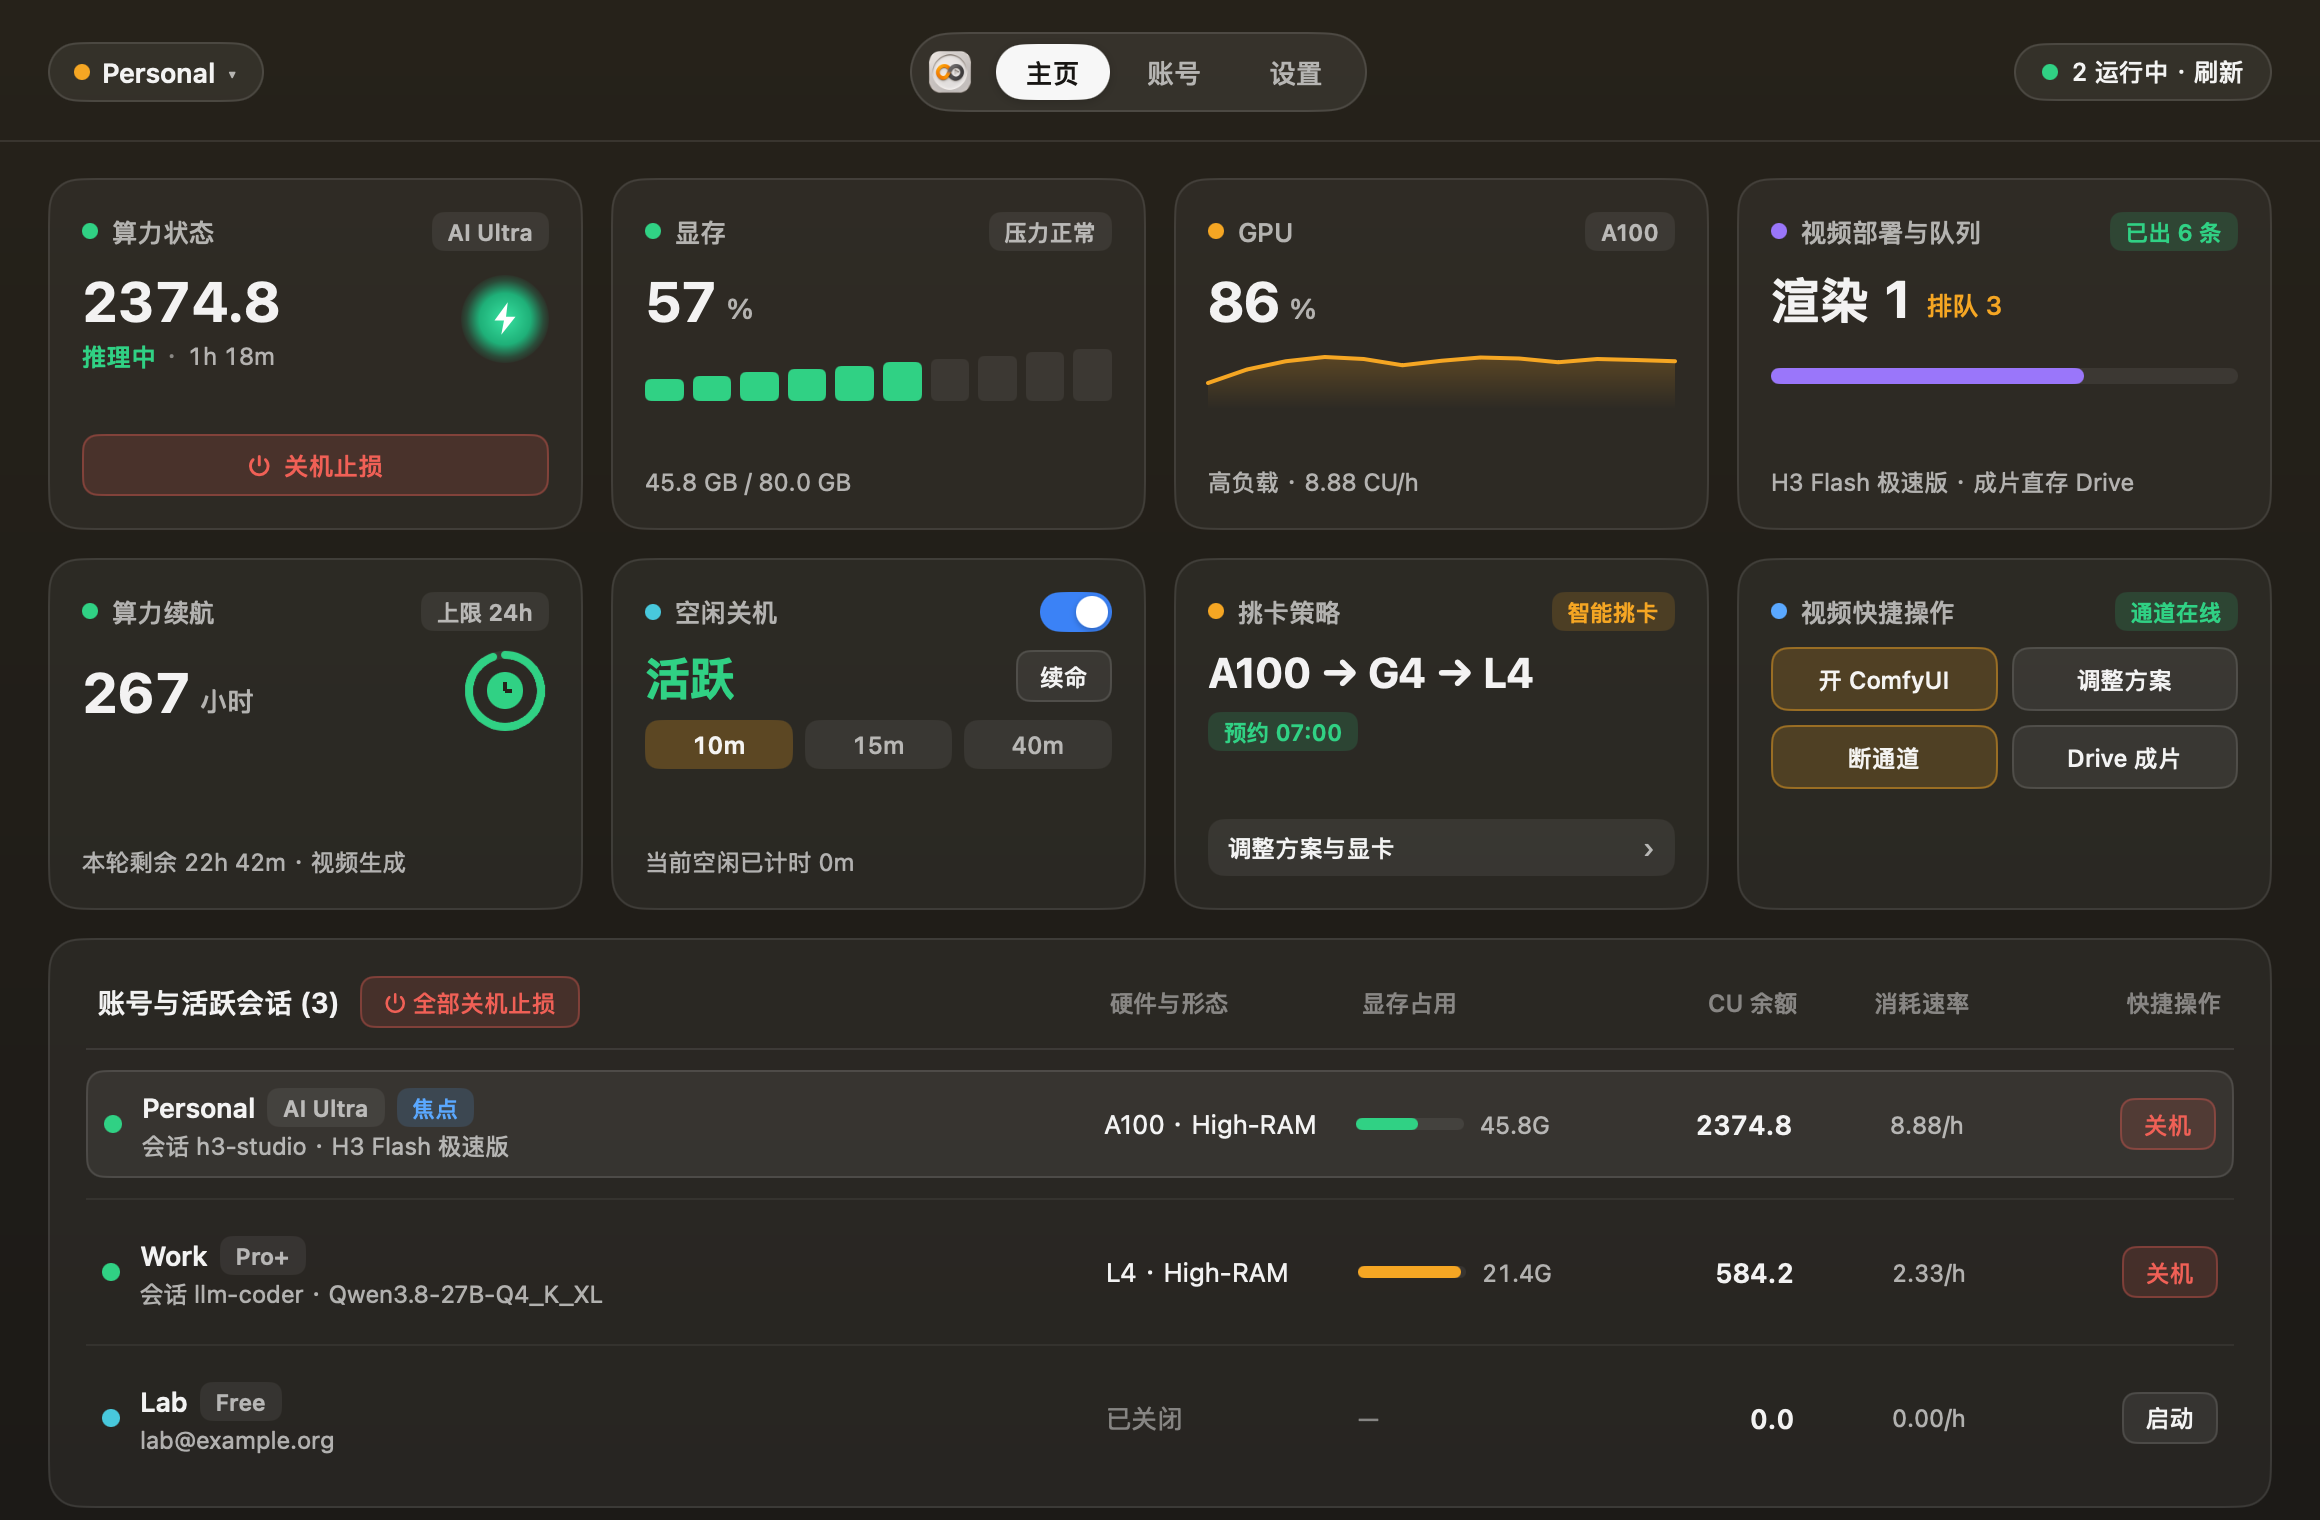 Personal
主页
账号
设置
2 运行中 · 刷新
算力状态
AI Ultra
2374.8
推理中 · 1h 18m
关机止损
显存
压力正常
57 %
45.8 GB / 80.0 GB
GPU
A100
86 %
高负载 · 8.88 CU/h
视频部署与队列
已出 6 条
渲染 1 排队 3
H3 Flash 极速版 · 成片直存 Drive
算力续航
上限 24h
267 小时
本轮剩余 22h 42m · 视频生成
空闲关机
活跃
续命
10m
15m
40m
当前空闲已计时 0m
挑卡策略
智能挑卡
A100 → G4 → L4
预约 07:00
调整方案与显卡 ›
视频快捷操作
通道在线
开 ComfyUI
调整方案
断通道
Drive 成片
账号与活跃会话 (3)
全部关机止损
硬件与形态
显存占用
CU 余额
消耗速率
快捷操作
Personal AI Ultra 焦点
会话 h3-studio · H3 Flash 极速版
A100 · High-RAM
45.8G
2374.8
8.88/h
关机
Work Pro+
会话 llm-coder · Qwen3.8-27B-Q4_K_XL
L4 · High-RAM
21.4G
584.2
2.33/h
关机
Lab Free
lab@example.org
已关闭
—
0.0
0.00/h
启动